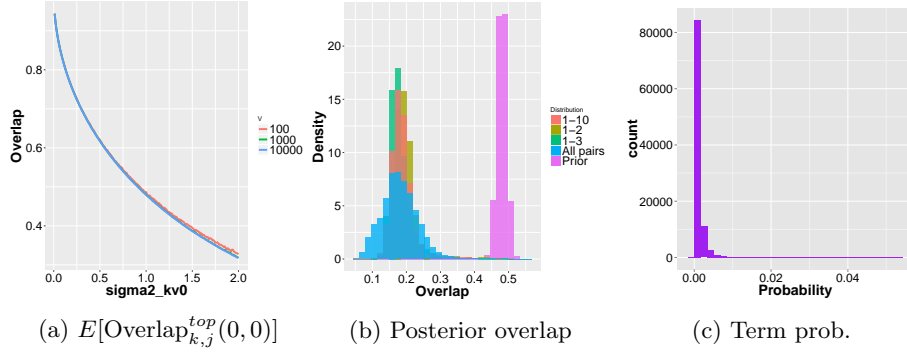 0.8
0.6
0.4
Overlap
0.0
0.5
1.0
1.5
2.0
sigma2_kv0
v
100
1000
10000
20
15
10
5
0
Density
0.1
0.2
0.3
0.4
0.5
Overlap
Distribution
1−10
1−2
1−3
All pairs
Prior
80000
60000
40000
20000
0
count
0.00
0.02
0.04
Probability
(a) E[Overlap^{top}_{k,j}(0, 0)]
(b) Posterior overlap
(c) Term prob.